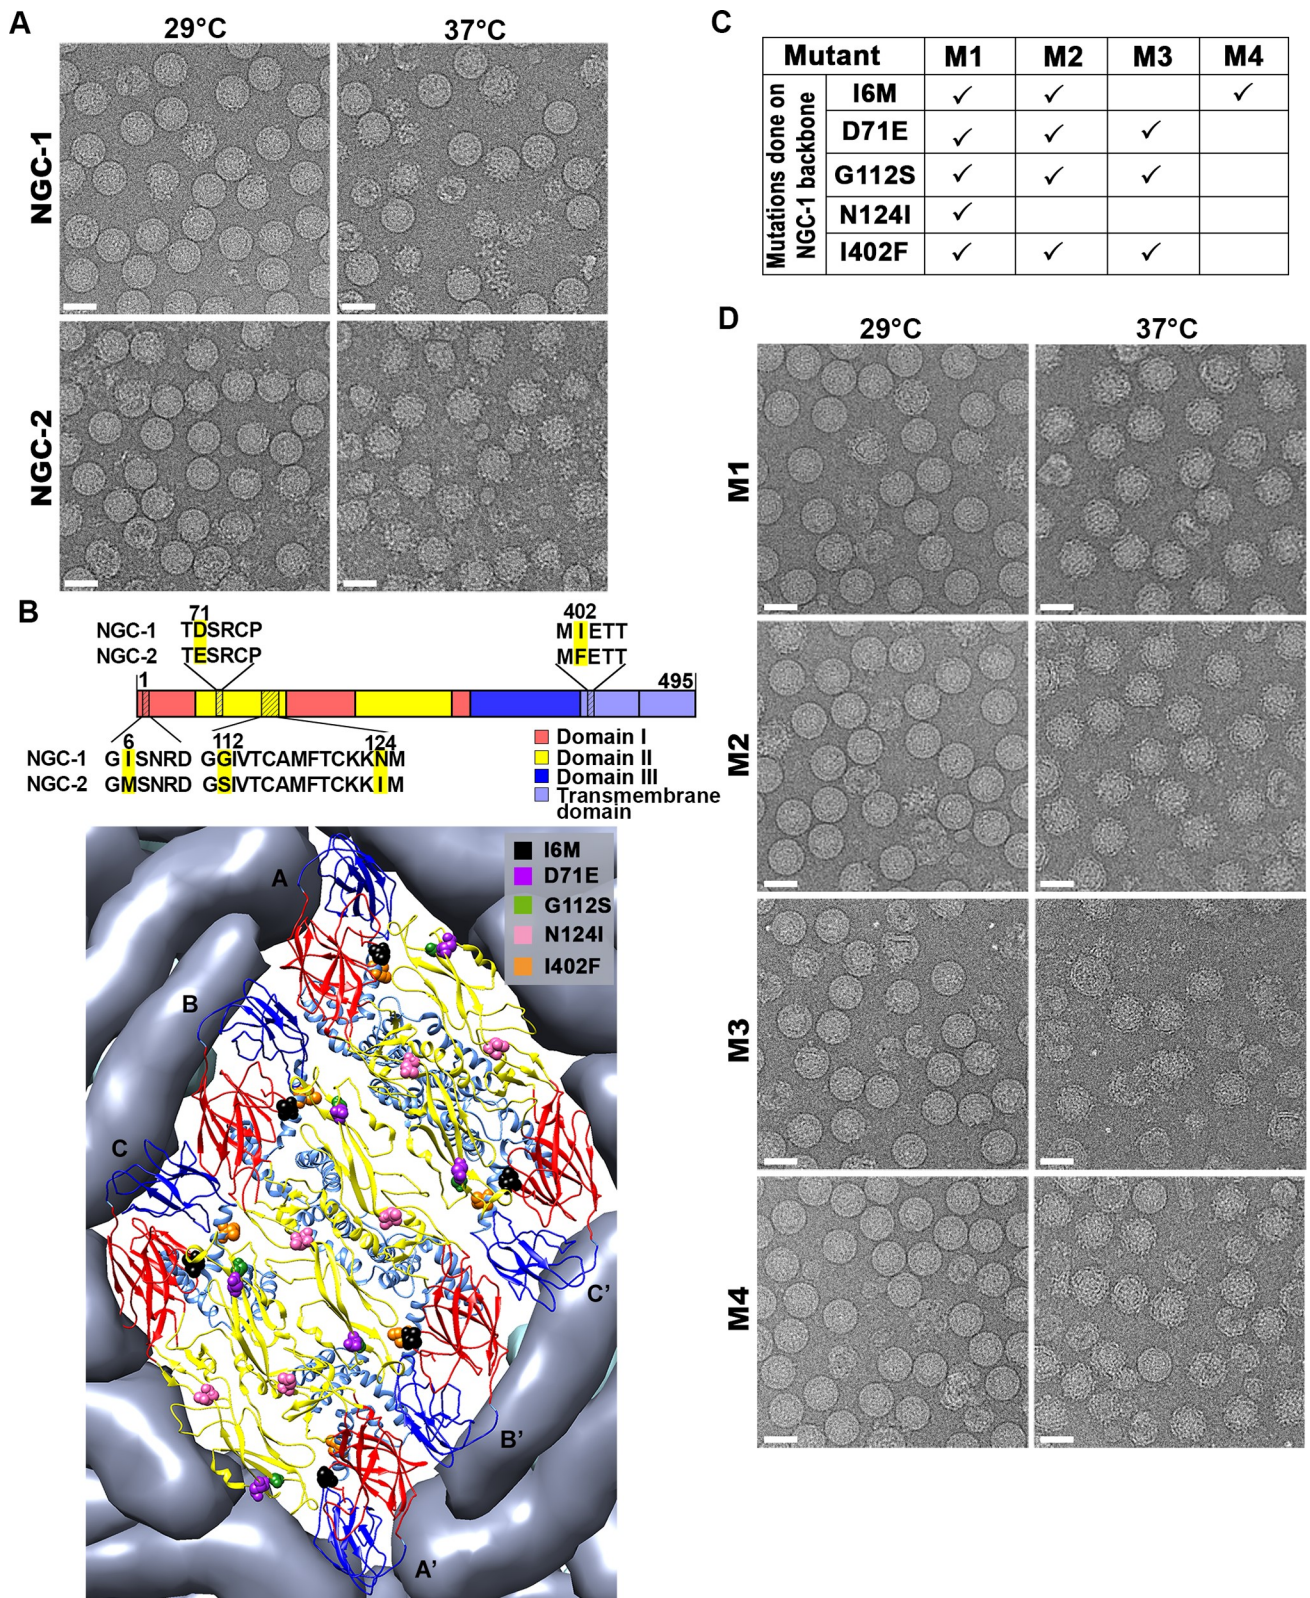 A
29°C 37°C
NGC-1
NGC-2
B
71
NGC-1 TDSRCP
NGC-2 TESRCP
402
MIETT
MFETT
1 495
6 112 124
NGC-1 GISNRD GGIVTCAMFTCKKNM
NGC-2 GMSNRD GSIVTCAMFTCKKIM
Domain I
Domain II
Domain III
Transmembrane
domain
I6M
D71E
G112S
N124I
I402F
A
B
C
C'
B'
A'
C
Mutant M1 M2 M3 M4
Mutations done on
NGC-1 backbone
I6M ✓ ✓ ✓
D71E ✓ ✓ ✓
G112S ✓ ✓ ✓
N124I ✓
I402F ✓ ✓ ✓
D
29°C 37°C
M1
M2
M3
M4